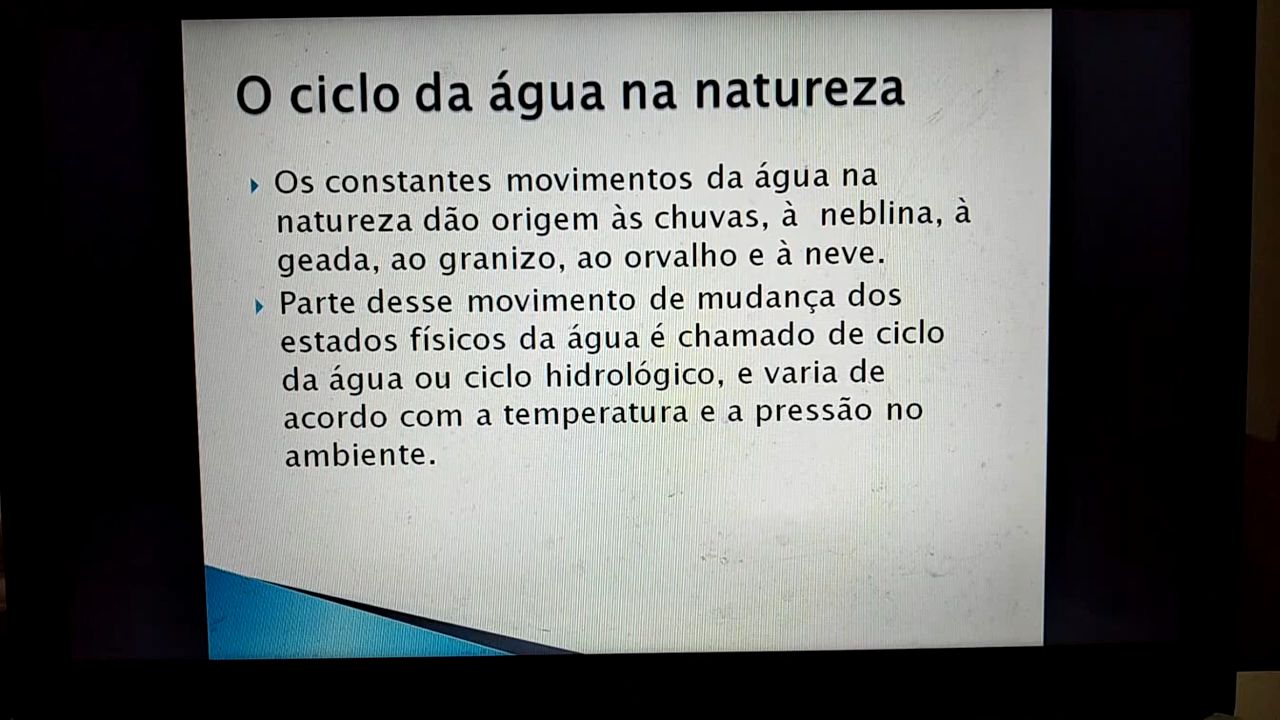 O ciclo da água na natureza
Os constantes movimentos da água na
natureza dão origem às chuvas, à neblina, à
geada, ao granizo, ao orvalho e à neve.
Parte desse movimento de mudança dos
estados físicos da água é chamado de ciclo
da água ou ciclo hidrológico, e varia de
acordo com a temperatura e a pressão no
ambiente.